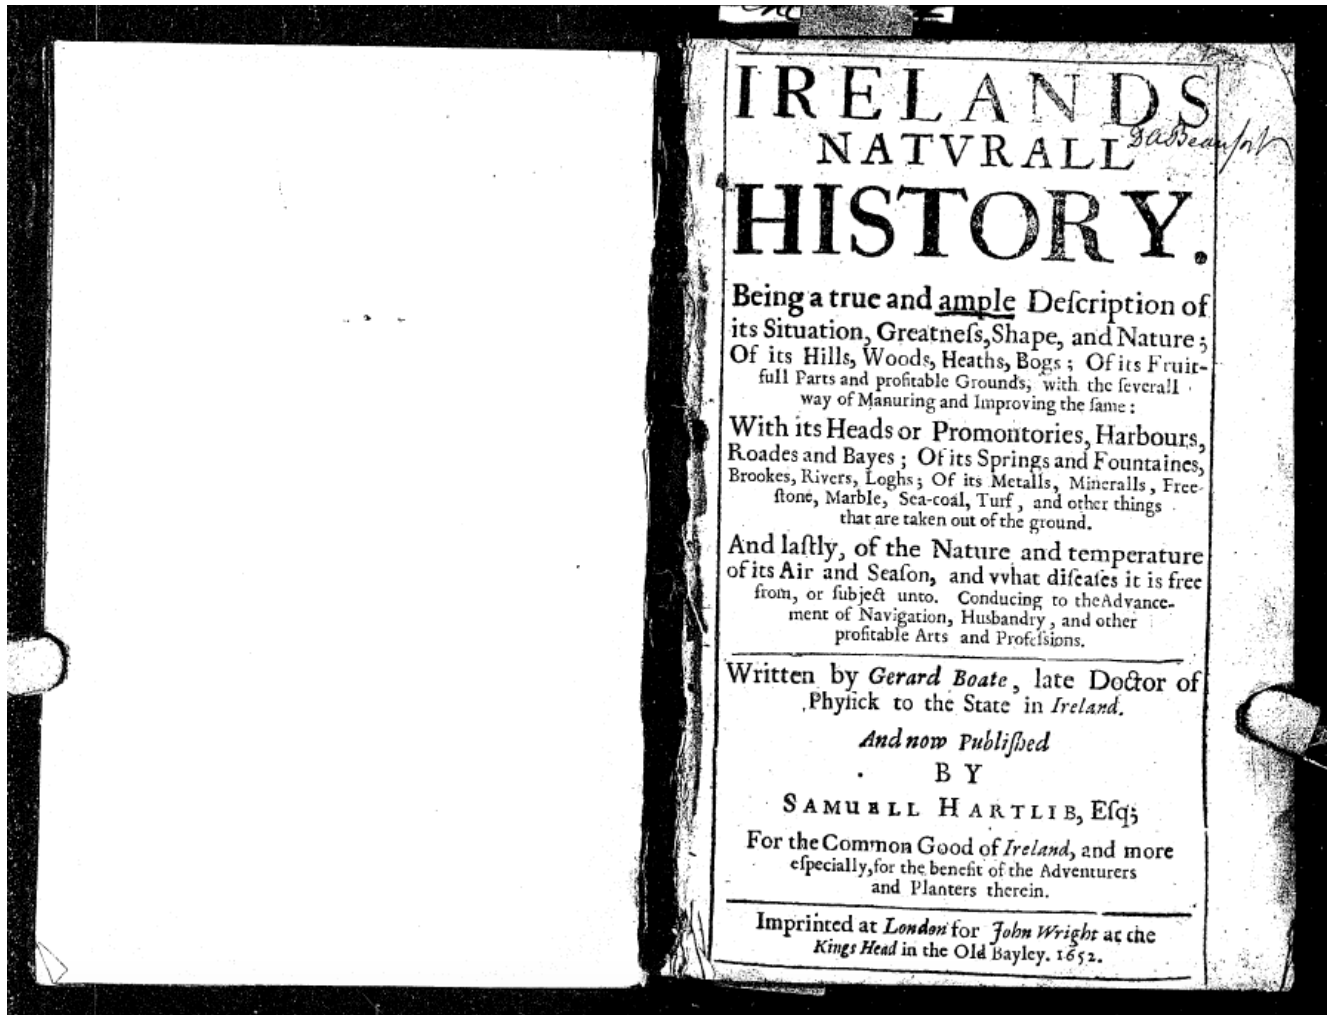 IRELANDS
NATVRALL
DABeaufort
HISTORY.
Being a true and ample Deſcription of
its Situation, Greatneſs, Shape, and Nature;
Of its Hills, Woods, Heaths, Bogs; Of its Fruit-
full Parts and profitable Grounds, with the ſeverall
way of Manuring and Improving the ſame:
With its Heads or Promontories, Harbours,
Roades and Bayes; Of its Springs and Fountaines,
Brookes, Rivers, Loghs; Of its Metalls, Mineralls, Free-
ſtone, Marble, Sea-coal, Turf, and other things
that are taken out of the ground.
And laſtly, of the Nature and temperature
of its Air and Seaſon, and vvhat diſeaſes it is free
from, or ſubject unto. Conducing to the Advance-
ment of Navigation, Husbandry, and other
profitable Arts and Profeſsions.
Written by Gerard Boate, late Doctor of
Phyſick to the State in Ireland.
And now Publiſhed
BY
SAMUELL HARTLIB, Eſq;
For the Common Good of Ireland, and more
eſpecially, for the benefit of the Adventurers
and Planters therein.
Imprinted at London for John Wright at the
Kings Head in the Old Bayley. 1652.